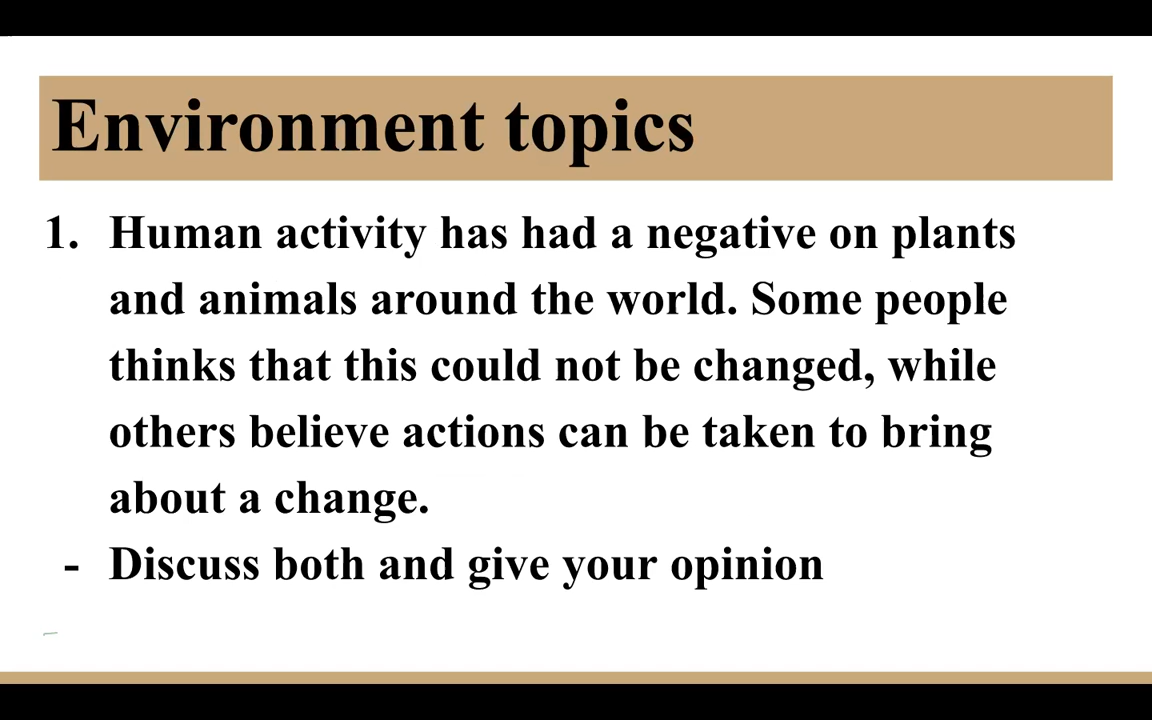 Environment topics
1. Human activity has had a negative on plants
and animals around the world. Some people
thinks that this could not be changed, while
others believe actions can be taken to bring
about a change.
- Discuss both and give your opinion